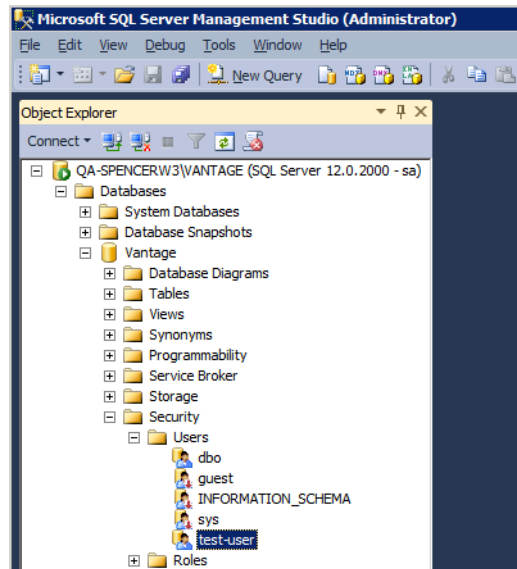 Microsoft SQL Server Management Studio (Administrator)
File Edit View Debug Tools Window Help
New Query
Object Explorer
Connect
QA-SPENCERW3\VANTAGE (SQL Server 12.0.2000 - sa)
Databases
System Databases
Database Snapshots
Vantage
Database Diagrams
Tables
Views
Synonyms
Programmability
Service Broker
Storage
Security
Users
dbo
guest
INFORMATION_SCHEMA
sys
test-user
Roles